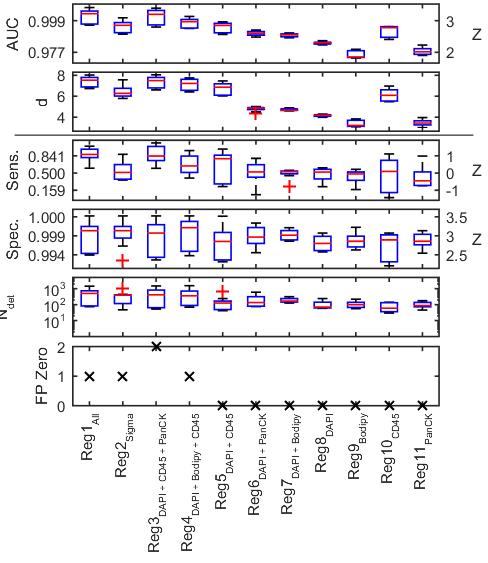 AUC
0.999
0.977
3
2
Z
d
8
6
4
Sens.
0.841
0.500
0.159
1
0
-1
Z
Spec.
1.000
0.999
0.994
3.5
3
2.5
Z
N_del
10^3
10^2
10^1
FP Zero
2
1
0
Reg1_All
Reg2_Sigma
Reg3_DAPI + CD45 + PanCK
Reg4_DAPI + Bodipy + CD45
Reg5_DAPI + CD45
Reg6_DAPI + PanCK
Reg7_DAPI + Bodipy
Reg8_DAPI
Reg9_Bodipy
Reg10_CD45
Reg11_PanCK